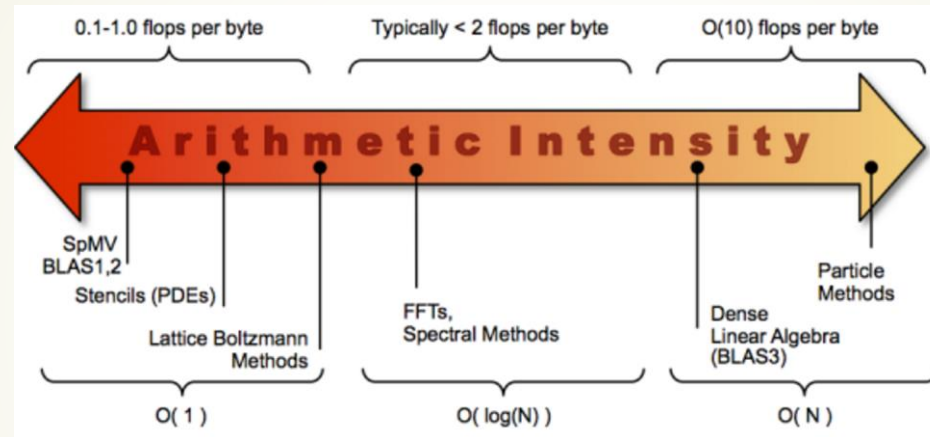 0.1-1.0 flops per byte
Typically < 2 flops per byte
O(10) flops per byte
Arithmetic Intensity
SpMV
BLAS1,2
Stencils (PDEs)
Lattice Boltzmann
Methods
FFTs,
Spectral Methods
Dense
Linear Algebra
(BLAS3)
Particle
Methods
O( 1 )
O( log(N) )
O( N )